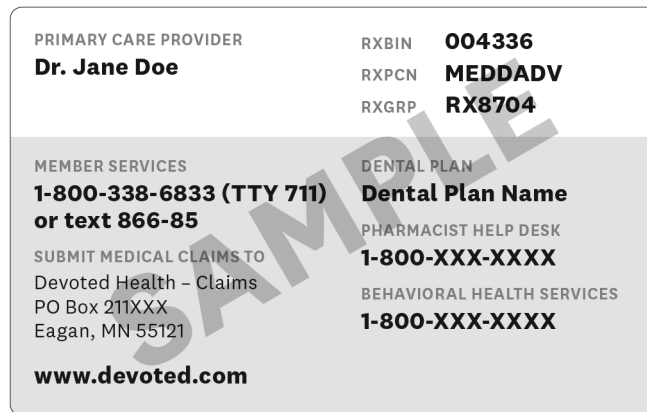 PRIMARY CARE PROVIDER
Dr. Jane Doe
RXBIN 004336
RXPCN MEDDADV
RXGRP RX8704
MEMBER SERVICES
1-800-338-6833 (TTY 711)
or text 866-85
SUBMIT MEDICAL CLAIMS TO
Devoted Health – Claims
PO Box 211XXX
Eagan, MN 55121
www.devoted.com
DENTAL PLAN
Dental Plan Name
PHARMACIST HELP DESK
1-800-XXX-XXXX
BEHAVIORAL HEALTH SERVICES
1-800-XXX-XXXX
SAMPLE